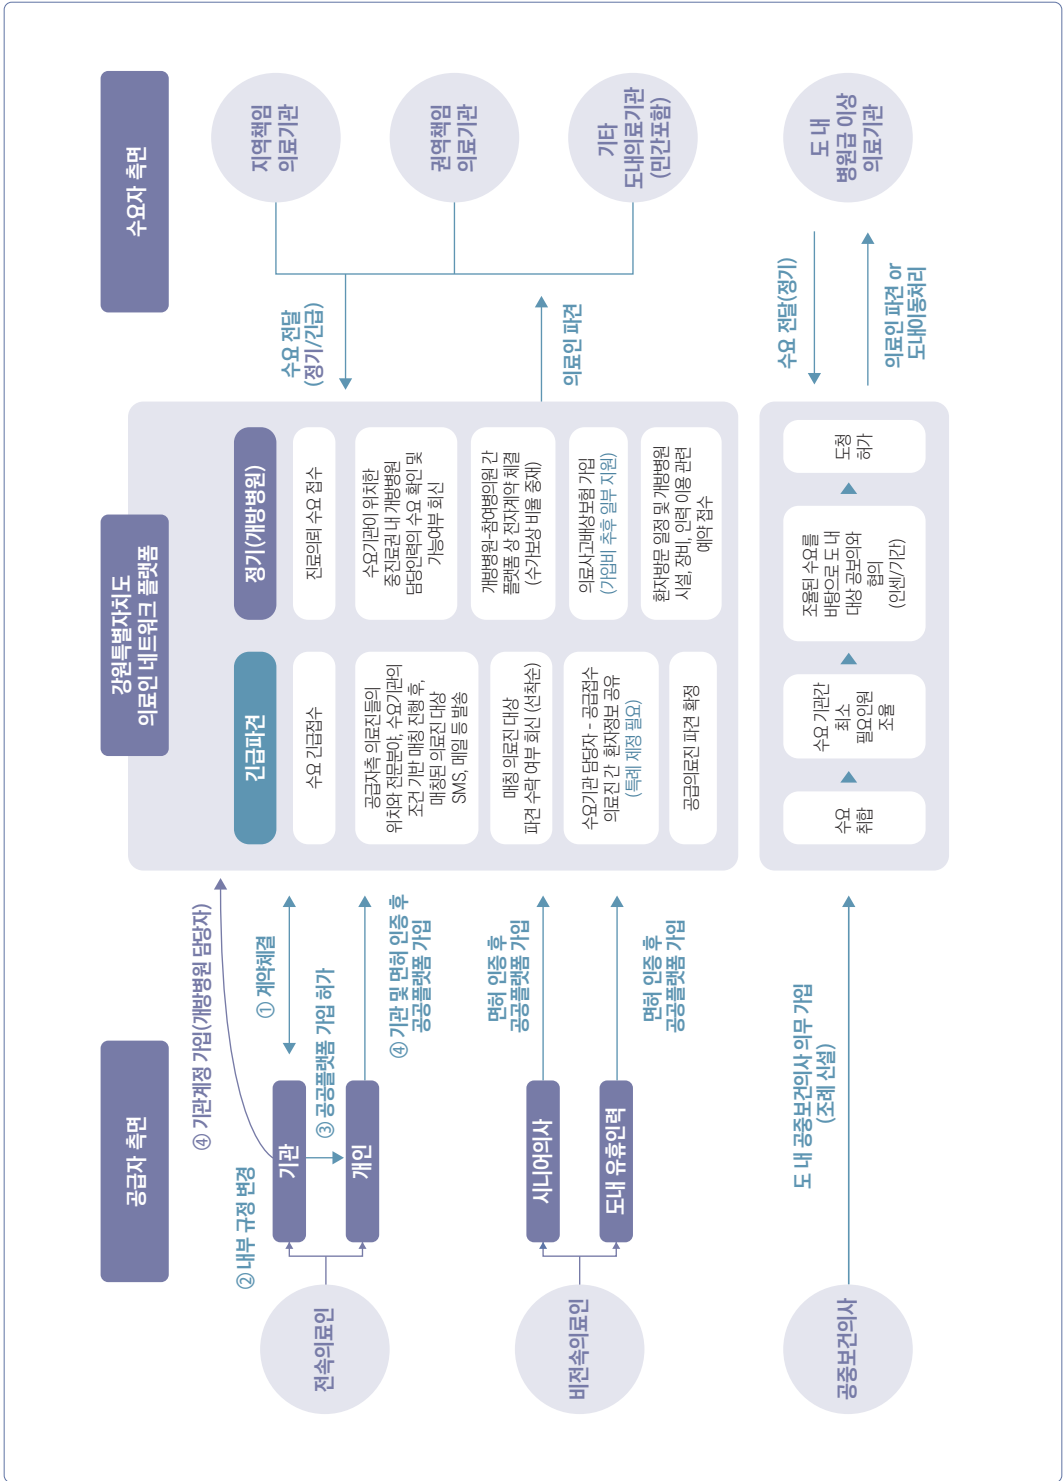 공급자 측면
강원특별자치도
의료인 네트워크 플랫폼
수요자 측면
전속의료인
② 내부 규정 변경
기관
개인
③ 공공플랫폼 가입 허가
④ 기관계정 가입(개방병원 담당자)
① 계약체결
④ 기관 및 면허 인증 후
공공플랫폼 가입
비전속의료인
시니어의사
도내 유휴인력
면허 인증 후
공공플랫폼 가입
면허 인증 후
공공플랫폼 가입
공중보건의사
도 내 공중보건의사 의무 가입
(조례 신설)
긴급파견
수요 긴급접수
공급자측 의료진들의
위치와 전문분야, 수요기관의
조건 기반 매칭 진행 후,
매칭된 의료진 대상
SMS, 메일 등 발송
매칭 의료진 대상
파견 수락 여부 회신 (선착순)
수요기관 담당자 - 공급접수
의료진 간 환자정보 공유
(특례 제정 필요)
공급의료진 파견 확정
정기(개방병원)
진료의뢰 수요 접수
수요기관이 위치한
중진료권 내 개방병원
담당인력의 수요 확인 및
가능여부 회신
개방병원-참여병의원 간
플랫폼 상 전자계약 체결
(수가보상 비율 중재)
의료사고배상보험 가입
(가입비 추후 일부 지원)
환자방문 일정 및 개방병원
시설, 장비, 인력 이용 관련
예약 접수
수요
취합
수요 기관간
최소
필요인원
조율
조율된 수요를
바탕으로 도 내
대상 공보의와
협의
(인센/기간)
도청
허가
수요 전달
(정기/긴급)
의료인 파견
수요 전달(정기)
의료인 파견 or
도내이동처리
지역책임
의료기관
권역책임
의료기관
기타
도내의료기관
(민간포함)
도 내
병원급 이상
의료기관